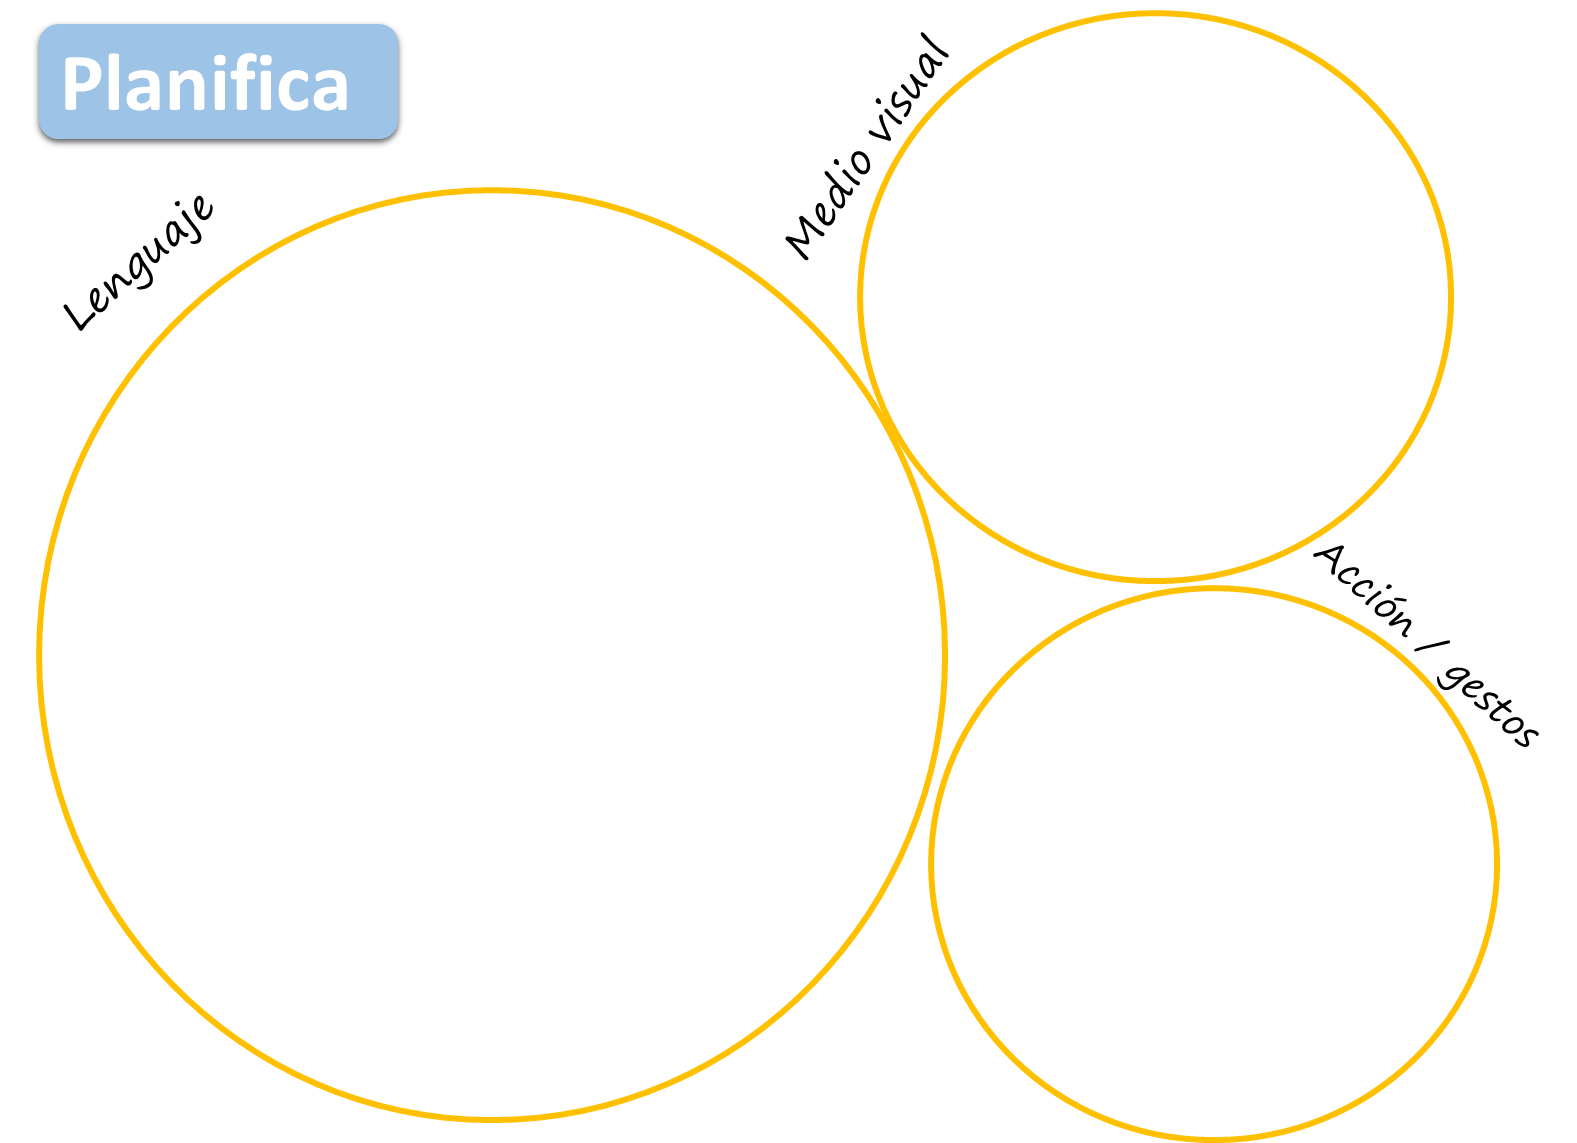 Planifica
Lenguaje
Medio visual
Acción / gestos